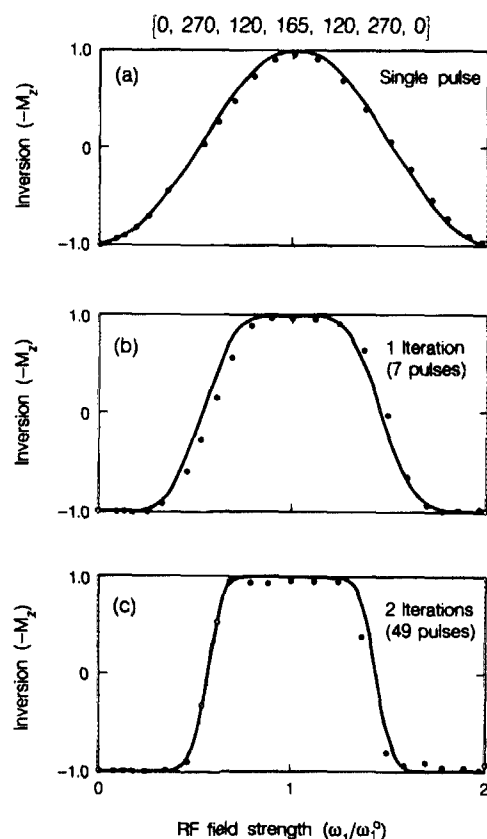 [0, 270, 120, 165, 120, 270, 0]
(a)
Single pulse
Inversion (-M_z)
1.0
0
-1.0
(b)
1 Iteration
(7 pulses)
Inversion (-M_z)
1.0
0
-1.0
(c)
2 Iterations
(49 pulses)
Inversion (-M_z)
1.0
0
-1.0
0
1
2
RF field strength (ω₁/ω₁⁰)